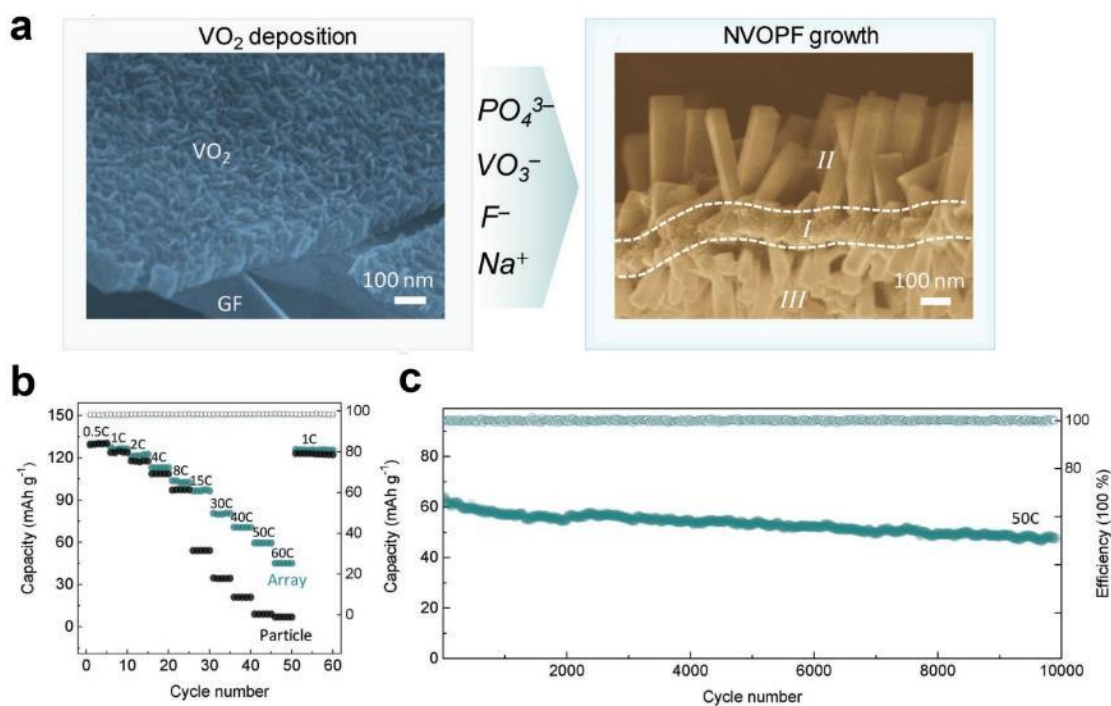 a
VO₂ deposition
VO₂
GF
100 nm
PO₄³⁻
VO₃⁻
F⁻
Na⁺
NVOPF growth
II
I
III
100 nm
b
Capacity (mAh g⁻¹)
150
120
90
60
30
0
0.5C
1C
2C
4C
8C
15C
30C
40C
50C
60C
1C
Array
Particle
100
80
60
40
20
0
0 10 20 30 40 50 60
Cycle number
c
Capacity (mAh g⁻¹)
80
60
40
20
0
50C
100
80
Efficiency (100 %)
2000 4000 6000 8000 10000
Cycle number